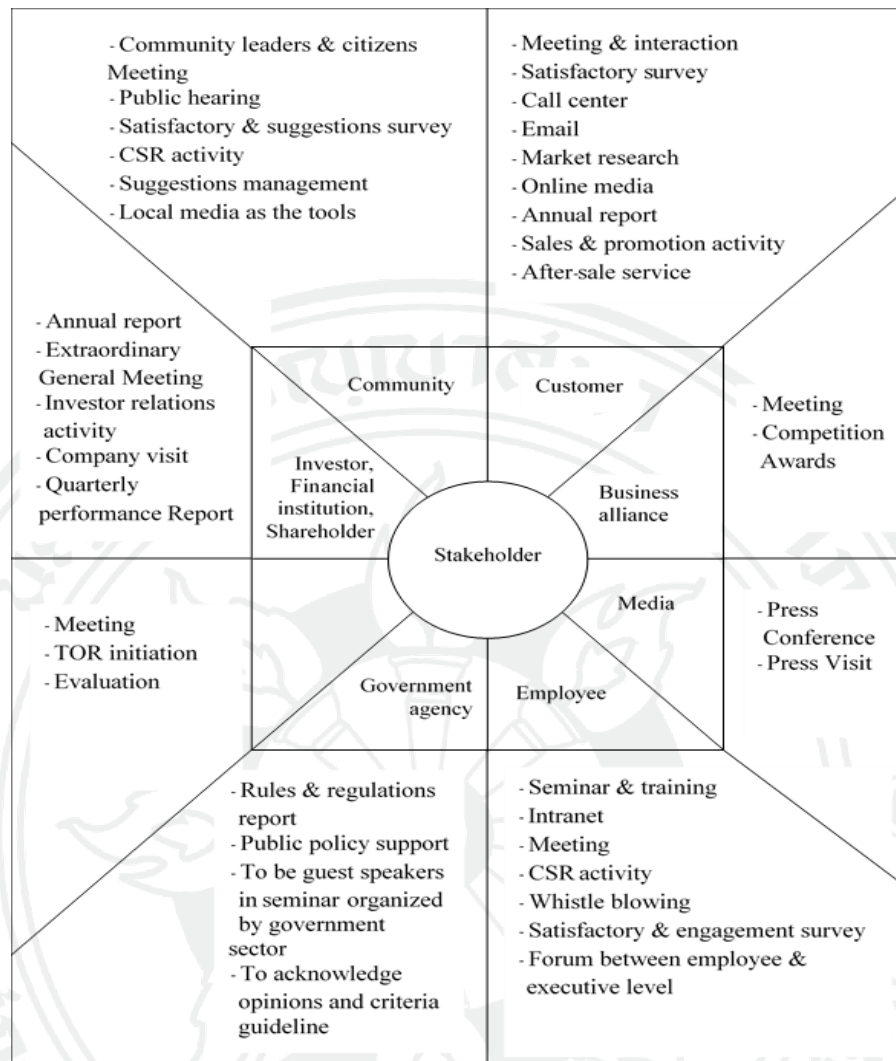 - Community leaders & citizens
Meeting
- Public hearing
- Satisfactory & suggestions survey
- CSR activity
- Suggestions management
- Local media as the tools
- Meeting & interaction
- Satisfactory survey
- Call center
- Email
- Market research
- Online media
- Annual report
- Sales & promotion activity
- After-sale service
- Annual report
- Extraordinary
General Meeting
- Investor relations
activity
- Company visit
- Quarterly
performance Report
Community
Customer
- Meeting
- Competition
Awards
Investor,
Financial
institution,
Shareholder
Business
alliance
Stakeholder
- Meeting
- TOR initiation
- Evaluation
Media
- Press
Conference
- Press Visit
Government
agency
Employee
- Rules & regulations
report
- Public policy support
- To be guest speakers
in seminar organized
by government
sector
- To acknowledge
opinions and criteria
guideline
- Seminar & training
- Intranet
- Meeting
- CSR activity
- Whistle blowing
- Satisfactory & engagement survey
- Forum between employee &
executive level